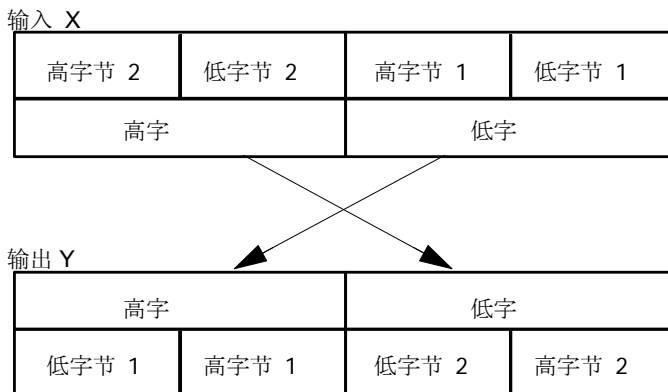 输入 X
高字节 2 低字节 2 高字节 1 低字节 1
高字 低字
输出 Y
高字 低字
低字节 1 高字节 1 低字节 2 高字节 2